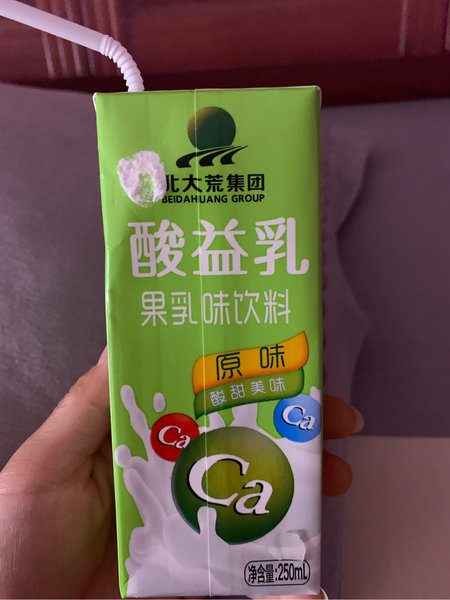 北大荒集团
BEIDAHUANG GROUP
酸益乳
果乳味饮料
原味
酸甜美味
Ca
Ca
Ca
净含量:250mL